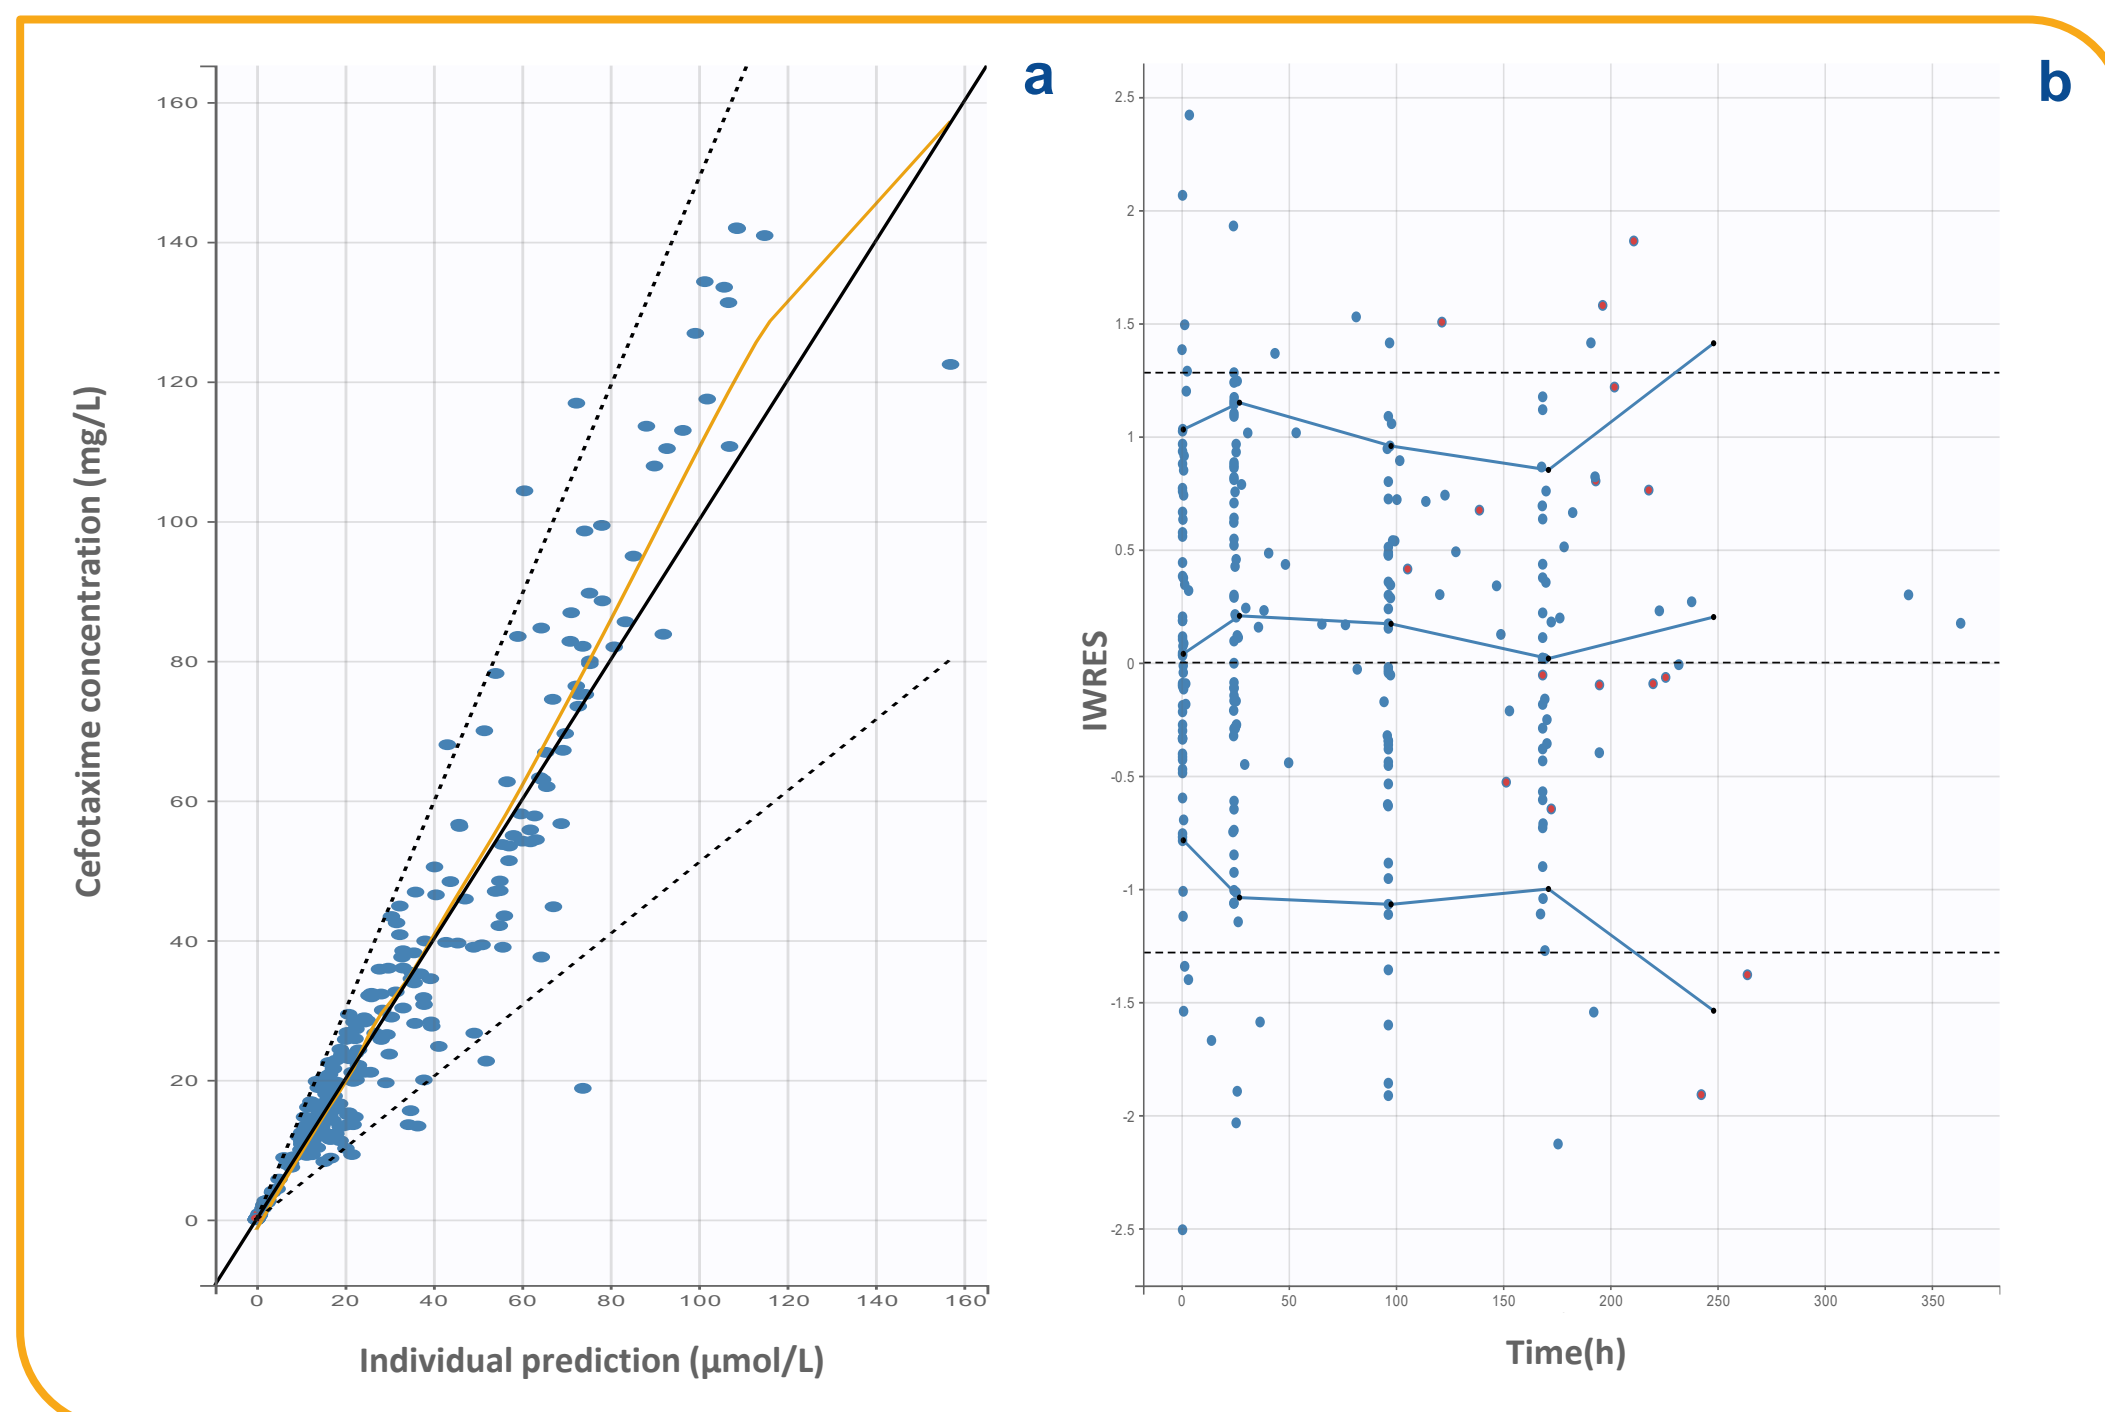 a
160
140
120
100
80
60
40
20
0
Cefotaxime concentration (mg/L)
0 20 40 60 80 100 120 140 160
Individual prediction (µmol/L)
b
2.5
2
1.5
1
0.5
0
-0.5
-1
-1.5
-2
-2.5
IWRES
0 50 100 150 200 250 300 350
Time(h)